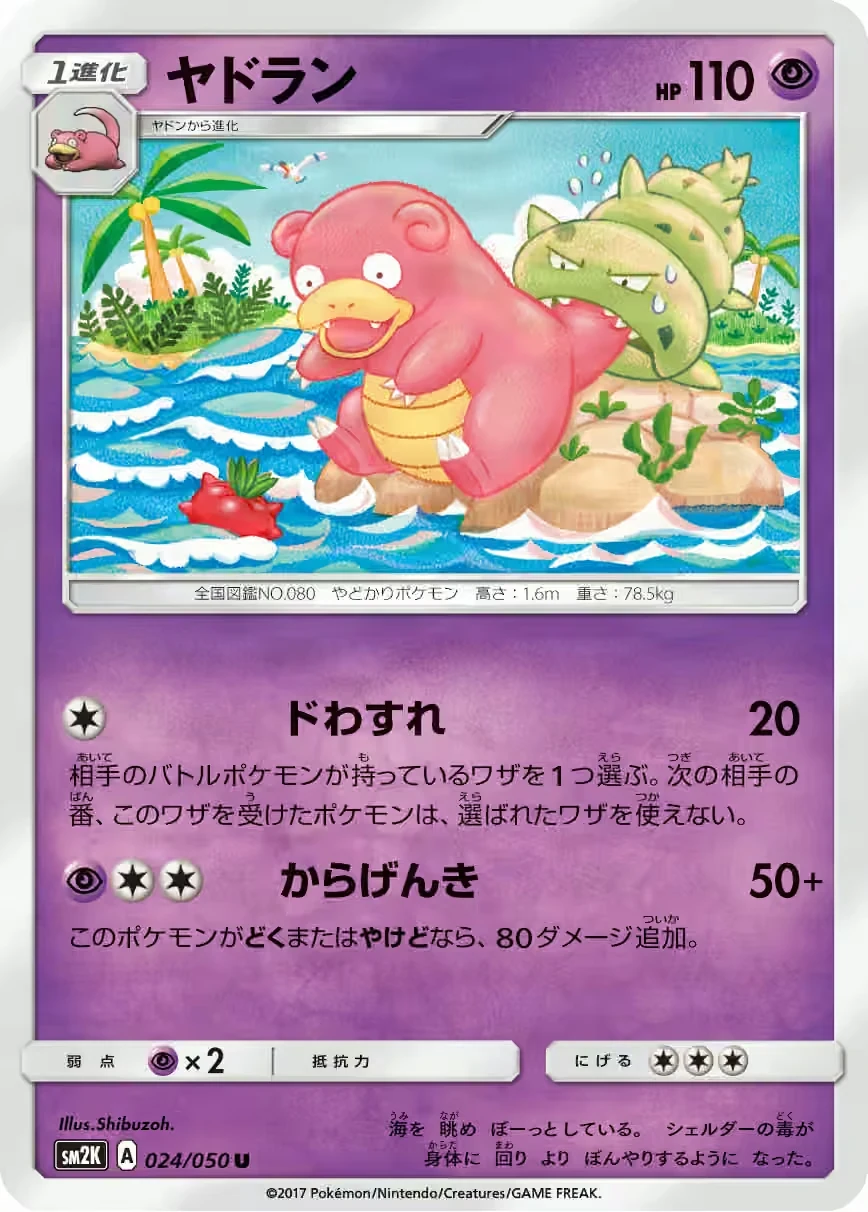 1進化 ヤドラン HP 110
ヤドンから進化
全国図鑑NO.080 やどかりポケモン 高さ：1.6m 重さ：78.5kg
ドわすれ 20
相手のバトルポケモンが持っているワザを1つ選ぶ。次の相手の
番、このワザを受けたポケモンは、選ばれたワザを使えない。
からげんき 50+
このポケモンがどくまたはやけどなら、80ダメージ追加。
弱点 ×2 抵抗力 にげる
Illus.Shibuzoh.
海を 眺め ぼーっとしている。 シェルダーの毒が
身体に 回り より ぼんやりするように なった。
SM2K A 024/050 U
©2017 Pokémon/Nintendo/Creatures/GAME FREAK.